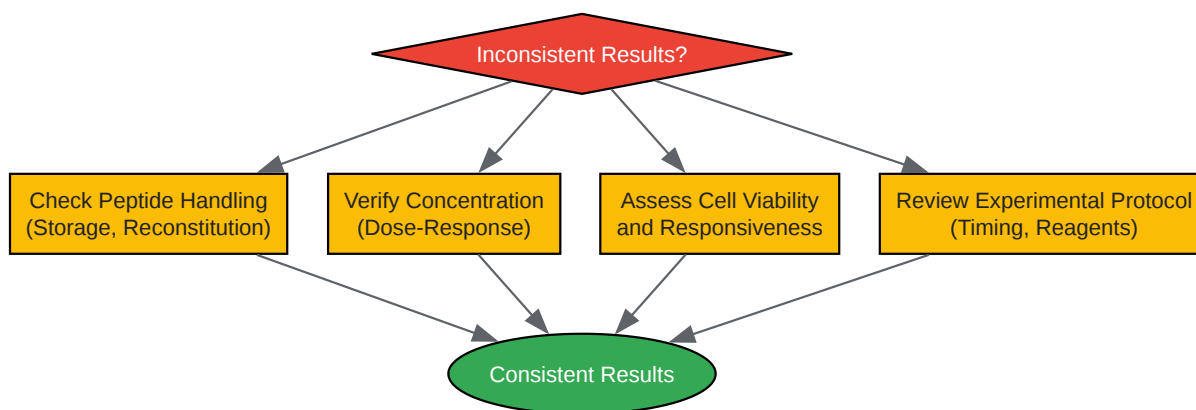 Inconsistent Results?
Check Peptide Handling
(Storage, Reconstitution)
Verify Concentration
(Dose-Response)
Assess Cell Viability
and Responsiveness
Review Experimental Protocol
(Timing, Reagents)
Consistent Results